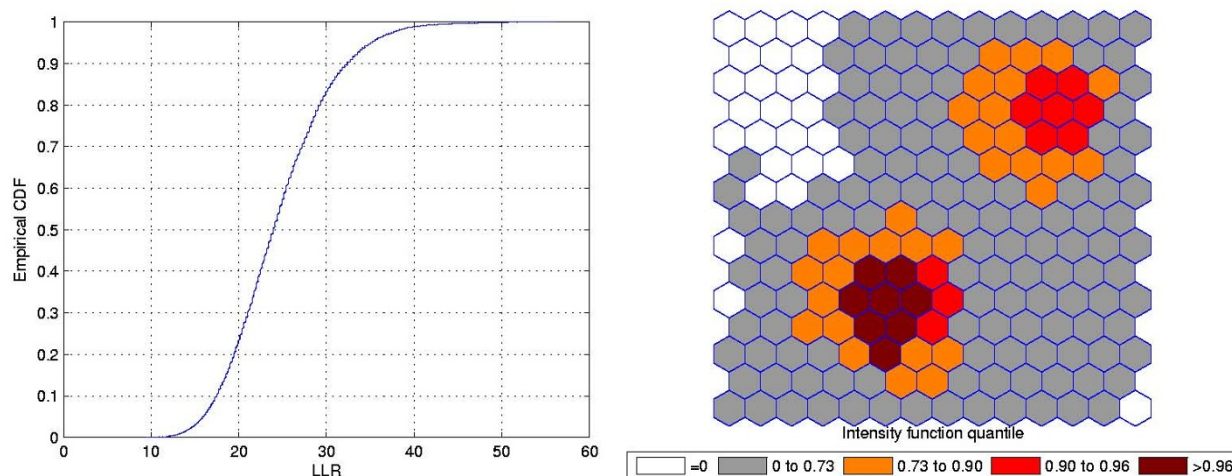 1
0.9
0.8
0.7
0.6
0.5
0.4
0.3
0.2
0.1
0
Empirical CDF
0 10 20 30 40 50 60
LLR
Intensity function quantile
=0 0 to 0.73 0.73 to 0.90 0.90 to 0.96 >0.96